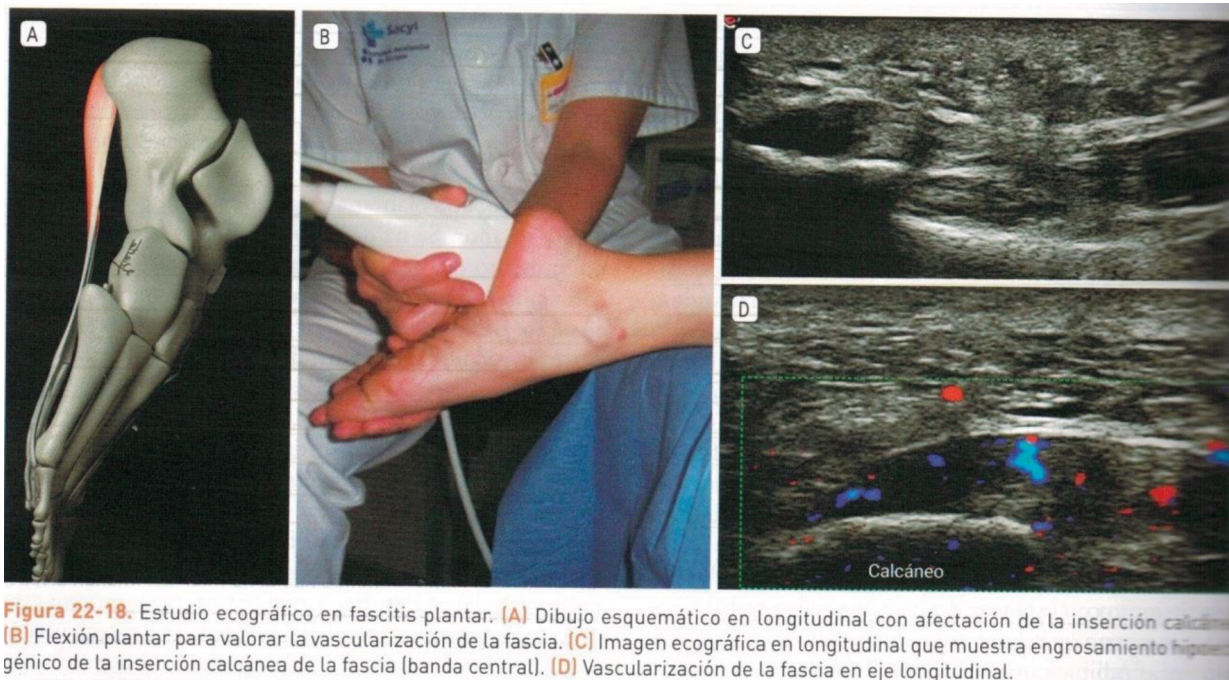 A
B
C
D
Sacyl
Calcáneo
Figura 22-18. Estudio ecográfico en fascitis plantar. (A) Dibujo esquemático en longitudinal con afectación de la inserción
(B) Flexión plantar para valorar la vascularización de la fascia. (C) Imagen ecográfica en longitudinal que muestra engrosamiento
génico de la inserción calcánea de la fascia (banda central). (D) Vascularización de la fascia en eje longitudinal.